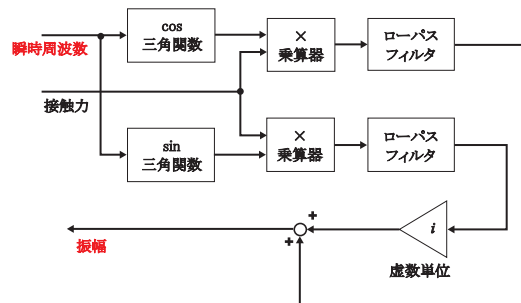 cos
三角関数
×
乗算器
ローパス
フィルタ
瞬時周波数
接触力
sin
三角関数
×
乗算器
ローパス
フィルタ
i
虚数単位
+
+
振幅